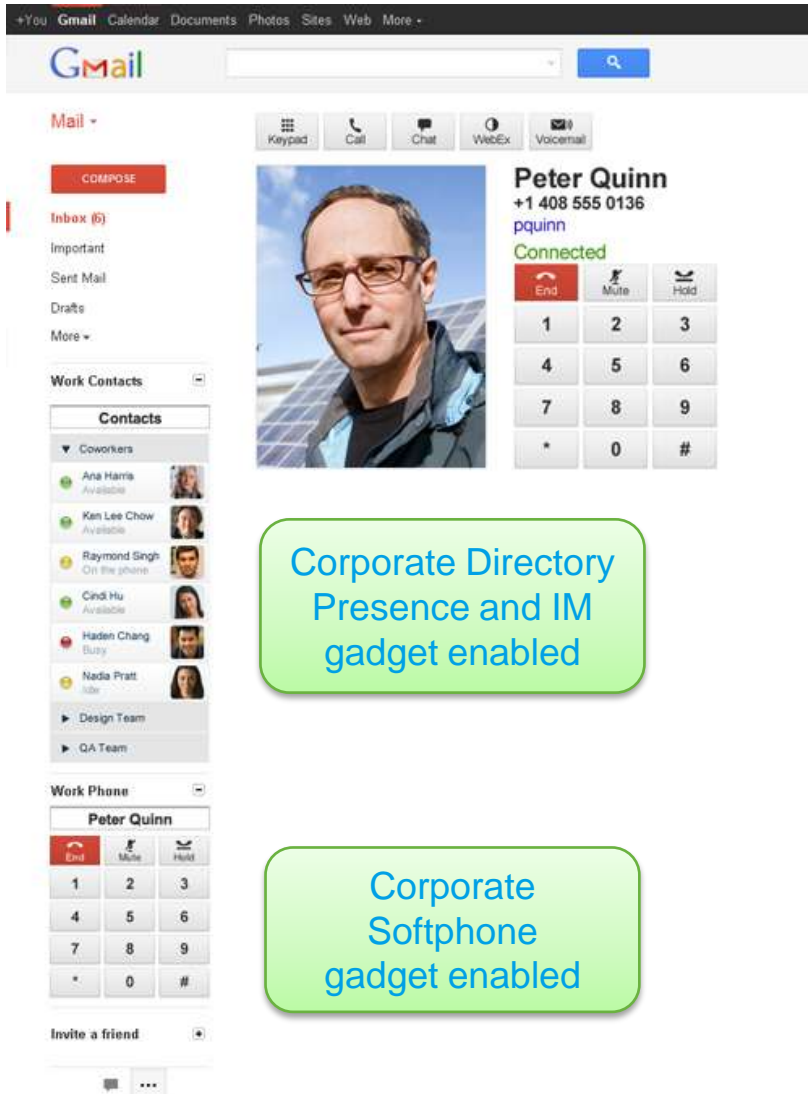 +You Gmail Calendar Documents Photos Sites Web More
Gmail
Mail
Keypad Call Chat WebEx Voicemail
COMPOSE
Peter Quinn
+1 408 555 0136
pquinn
Connected
End Mute Hold
1 2 3
4 5 6
7 8 9
* 0 #
Inbox (6)
Important
Sent Mail
Drafts
More
Work Contacts
Contacts
Coworkers
Ana Harris
Available
Ken Lee Chow
Available
Raymond Singh
On the phone
Cindi Hu
Available
Haden Chang
Busy
Nadia Pratt
Idle
Design Team
QA Team
Corporate Directory
Presence and IM
gadget enabled
Work Phone
Peter Quinn
End Mute Hold
1 2 3
4 5 6
7 8 9
* 0 #
Corporate
Softphone
gadget enabled
Invite a friend